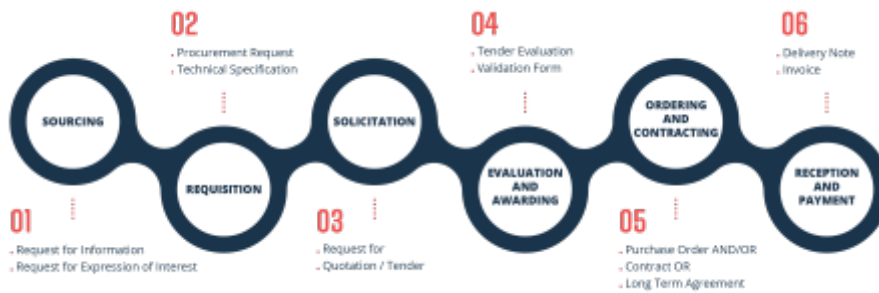 02
Procurement Request
Technical Specification
04
Tender Evaluation
Validation Form
06
Delivery Note
Invoice
SOURCING
REQUISITION
SOLICITATION
EVALUATION
AND
AWARDING
ORDERING
AND
CONTRACTING
RECEPTION
AND
PAYMENT
01
Request for Information
Request for Expression of Interest
03
Request for
Quotation / Tender
05
Purchase Order AND/OR
Contract OR
Long Term Agreement